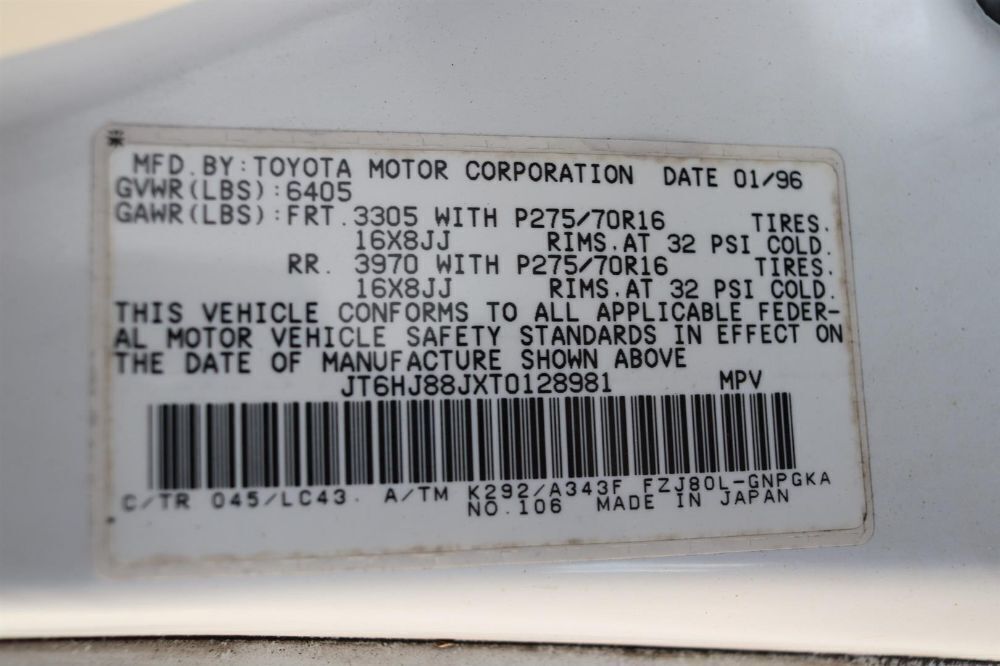 MFD. BY: TOYOTA MOTOR CORPORATION DATE 01/96
GVWR(LBS):6405
GAWR(LBS):FRT. 3305 WITH P275/70R16 TIRES.
16X8JJ RIMS. AT 32 PSI COLD.
RR. 3970 WITH P275/70R16 TIRES.
16X8JJ RIMS. AT 32 PSI COLD.
THIS VEHICLE CONFORMS TO ALL APPLICABLE FEDER-
AL MOTOR VEHICLE SAFETY STANDARDS IN EFFECT ON
THE DATE OF MANUFACTURE SHOWN ABOVE
JT6HJ88JXT0128981 MPV
C/TR 045/LC43. A/TM K292/A343F FZJ80L-GNPGKA
NO.106 MADE IN JAPAN